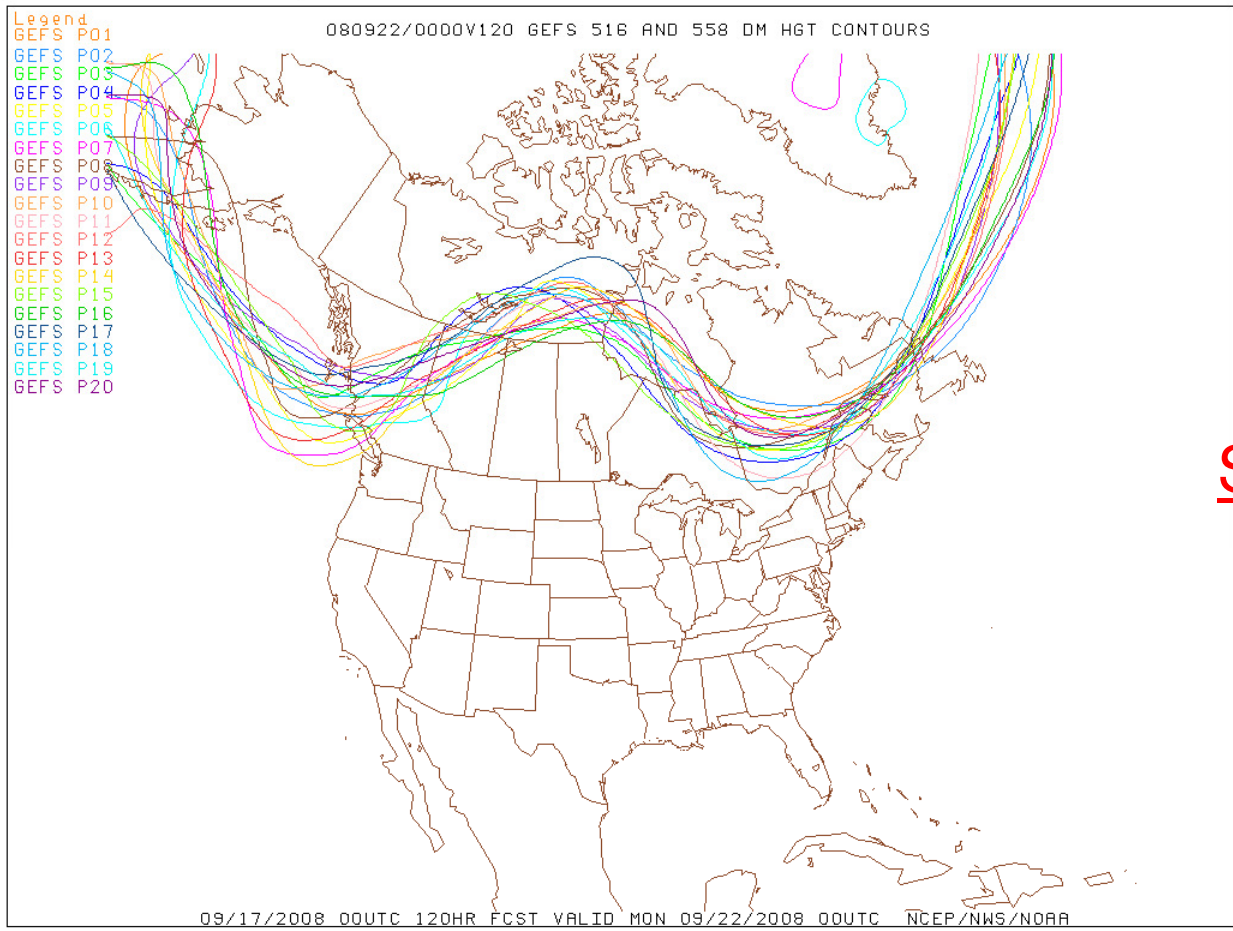 Legend
080922/0000V120 GEFS 516 AND 558 DM HGT CONTOURS
GEFS P01
GEFS P02
GEFS P03
GEFS P04
GEFS P05
GEFS P06
GEFS P07
GEFS P08
GEFS P09
GEFS P10
GEFS P11
GEFS P12
GEFS P13
GEFS P14
GEFS P15
GEFS P16
GEFS P17
GEFS P18
GEFS P19
GEFS P20
S
09/17/2008 00UTC 120HR FCST VALID MON 09/22/2008 00UTC NCEP/NWS/NOAA